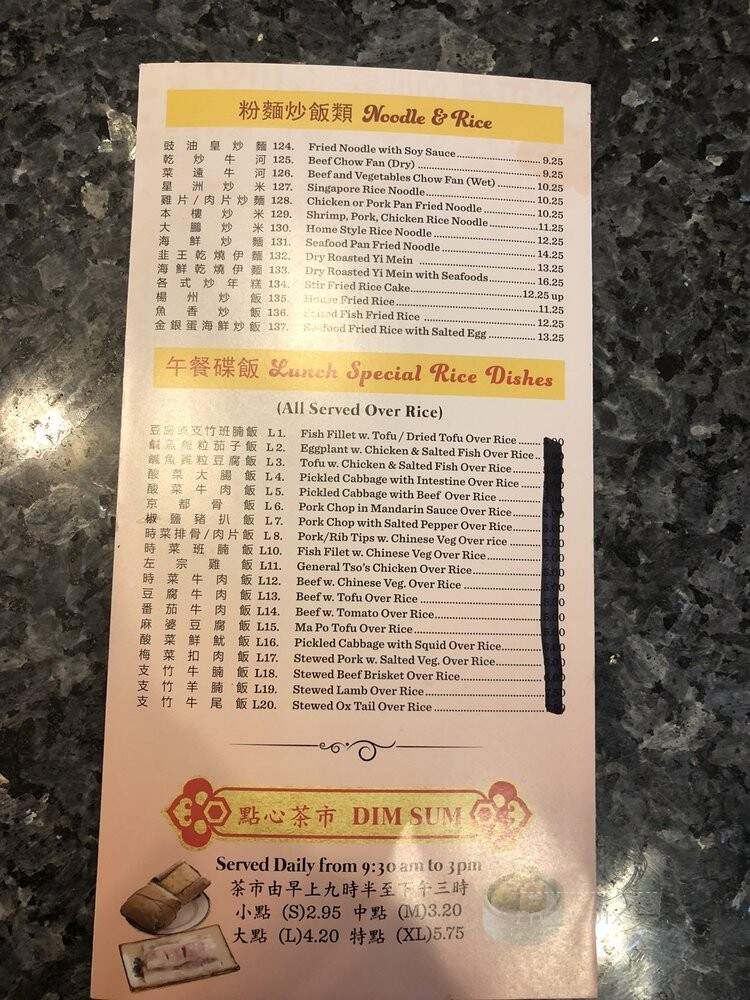 粉麵炒飯類 Noodle & Rice
豉油皇炒麵 124. Fried Noodle with Soy Sauce 9.25
乾炒牛河 125. Beef Chow Fan (Dry) 9.25
菜遠牛河 126. Beef and Vegetables Chow Fan (Wet) 10.25
星洲炒米 127. Singapore Rice Noodle 10.25
雞片/肉片炒麵 128. Chicken or Pork Pan Fried Noodle 10.25
本樓炒米 129. Shrimp, Pork, Chicken Rice Noodle 11.25
大鵬炒米 130. Home Style Rice Noodle 12.25
海鮮炒麵 131. Seafood Pan Fried Noodle 14.25
韭王乾燒伊麵 132. Dry Roasted Yi Mein 13.25
海鮮乾燒伊麵 133. Dry Roasted Yi Mein with Seafoods 16.25
各式炒年糕 134. Stir Fried Rice Cake 12.25 up
楊州炒飯 135. House Fried Rice 11.25
魚香炒飯 136. Fish Fried Rice 12.25
金銀蛋海鮮炒飯 137. Seafood Fried Rice with Salted Egg 13.25
午餐碟飯 Lunch Special Rice Dishes
(All Served Over Rice)
支竹班腩飯 L 1. Fish Fillet w. Tofu / Dried Tofu Over Rice
鹹魚雞粒茄子飯 L 2. Eggplant w. Chicken & Salted Fish Over Rice
鹹魚雞粒豆腐飯 L 3. Tofu w. Chicken & Salted Fish Over Rice
酸菜大腸飯 L 4. Pickled Cabbage with Intestine Over Rice
酸菜牛肉飯 L 5. Pickled Cabbage with Beef Over Rice
京都骨飯 L 6. Pork Chop in Mandarin Sauce Over Rice
椒鹽豬扒飯 L 7. Pork Chop with Salted Pepper Over Rice
時菜排骨/肉片飯 L 8. Pork/Rib Tips w. Chinese Veg Over rice
時菜班腩飯 L10. Fish Filet w. Chinese Veg Over Rice
左宗雞飯 L11. General Tso's Chicken Over Rice
時菜牛肉飯 L12. Beef w. Chinese Veg. Over Rice
豆腐牛肉飯 L13. Beef w. Tofu Over Rice
番茄牛肉飯 L14. Beef w. Tomato Over Rice
麻婆豆腐飯 L15. Ma Po Tofu Over Rice
酸菜鮮魷飯 L16. Pickled Cabbage with Squid Over Rice
梅菜扣肉飯 L17. Stewed Pork w. Salted Veg. Over Rice
支竹牛腩飯 L18. Stewed Beef Brisket Over Rice
支竹羊腩飯 L19. Stewed Lamb Over Rice
支竹牛尾飯 L20. Stewed Ox Tail Over Rice
點心茶市 DIM SUM
Served Daily from 9:30 am to 3pm
茶市由早上九時半至下午三時
小點 (S)2.95 中點 (M)3.20
大點 (L)4.20 特點 (XL)5.75